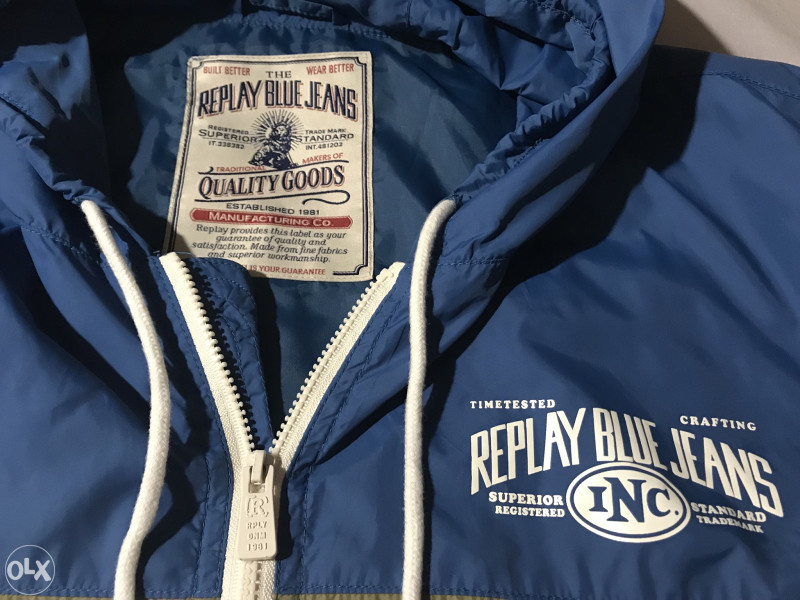 BUILT BETTER WEAR BETTER
THE
REPLAY BLUE JEANS
REGISTERED TRADE MARK
SUPERIOR STANDARD
IT.338382 INT.481202
TRADITIONAL MAKERS OF
QUALITY GOODS
ESTABLISHED 1981
MANUFACTURING CO.
Replay provides this label as your
guarantee of quality and
satisfaction. Made from fine fabrics
and superior workmanship.
IS YOUR GUARANTEE
TIMETESTED CRAFTING
REPLAY BLUE JEANS
SUPERIOR INC. STANDARD
REGISTERED TRADEMARK
R
RPLY
1981
OLX